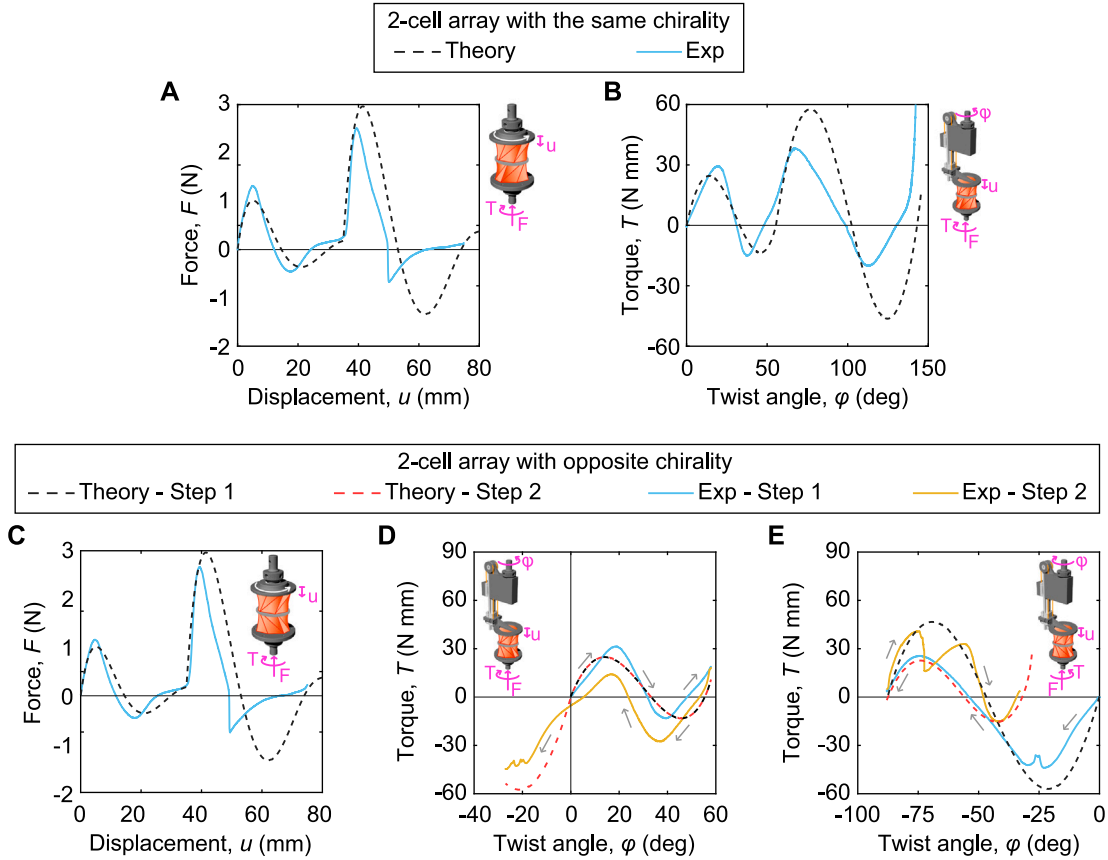 2-cell array with the same chirality
Theory Exp
A
Force, F (N)
3
2
1
0
-1
-2
0 20 40 60 80
Displacement, u (mm)
u
T
F
B
Torque, T (N mm)
60
30
0
-30
-60
0 50 100 150
Twist angle, φ (deg)
φ
u
T
F
2-cell array with opposite chirality
Theory - Step 1 Theory - Step 2 Exp - Step 1 Exp - Step 2
C
Force, F (N)
3
2
1
0
-1
-2
0 20 40 60 80
Displacement, u (mm)
u
T
F
D
Torque, T (N mm)
90
60
30
0
-30
-60
-40 -20 0 20 40 60
Twist angle, φ (deg)
φ
u
T
F
E
Torque, T (N mm)
90
60
30
0
-30
-60
-100 -75 -50 -25 0
Twist angle, φ (deg)
φ
u
F T